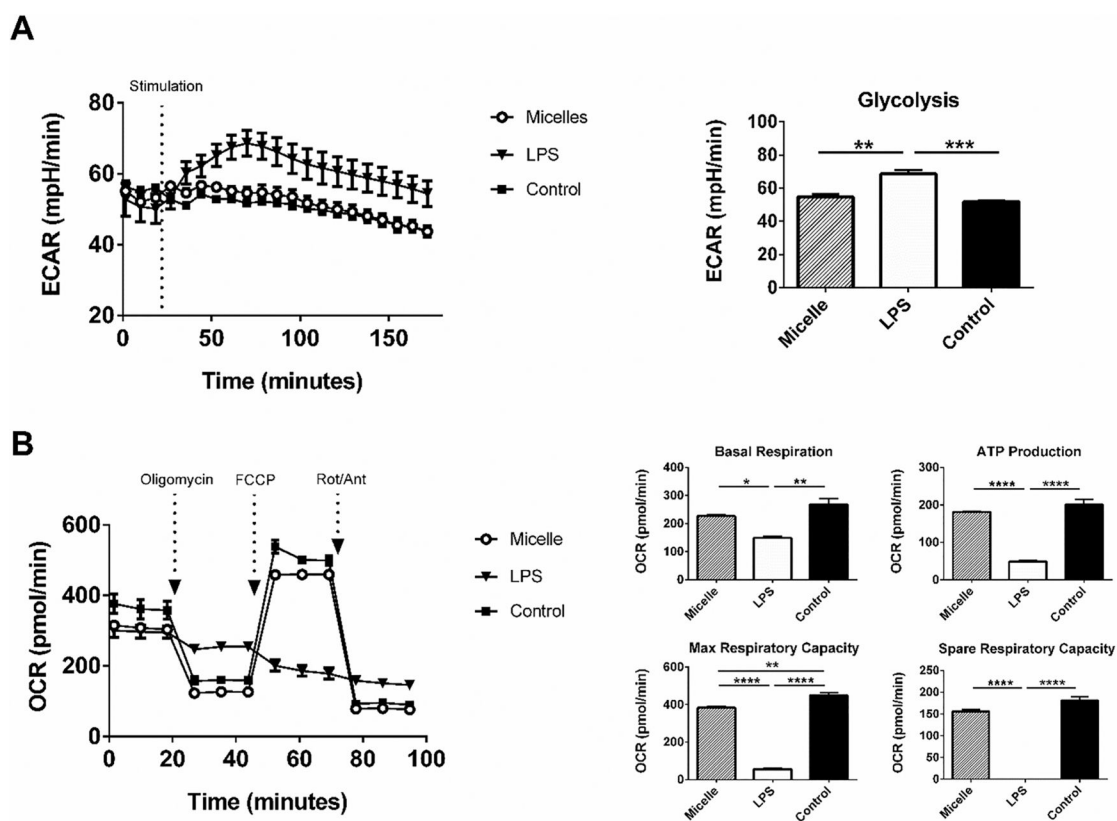 A
Stimulation
80
60
40
20
ECAR (mpH/min)
0 50 100 150
Time (minutes)
Micelles
LPS
Control
Glycolysis
100
80
60
40
20
0
ECAR (mpH/min)
** ***
Micelle LPS Control
B
Oligomycin FCCP Rot/Ant
600
400
200
0
OCR (pmol/min)
0 20 40 60 80 100
Time (minutes)
Micelle
LPS
Control
Basal Respiration
400
300
200
100
0
OCR (pmol/min)
* **
Micelle LPS Control
ATP Production
200
100
0
OCR (pmol/min)
**** ****
Micelle LPS Control
Max Respiratory Capacity
600
400
200
0
OCR (pmol/min)
**
**** ****
Micelle LPS Control
Spare Respiratory Capacity
200
150
100
50
0
OCR (pmol/min)
**** ****
Micelle LPS Control